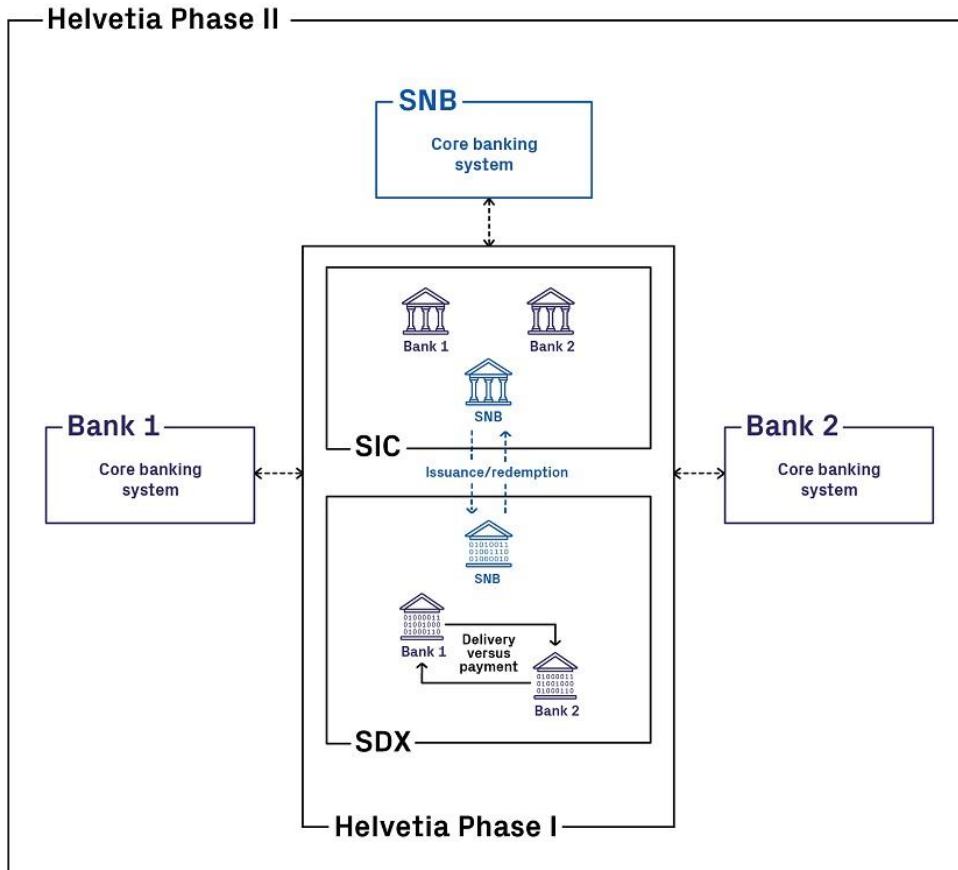 Helvetia Phase II
SNB
Core banking
system
Bank 1
Bank 2
SNB
SIC
Bank 1
Core banking
system
Bank 2
Core banking
system
Issuance/redemption
01010011
01001110
01000010
SNB
01000011
01001000
01000110
Bank 1
Delivery
versus
payment
01000011
01001000
01000110
Bank 2
SDX
Helvetia Phase I